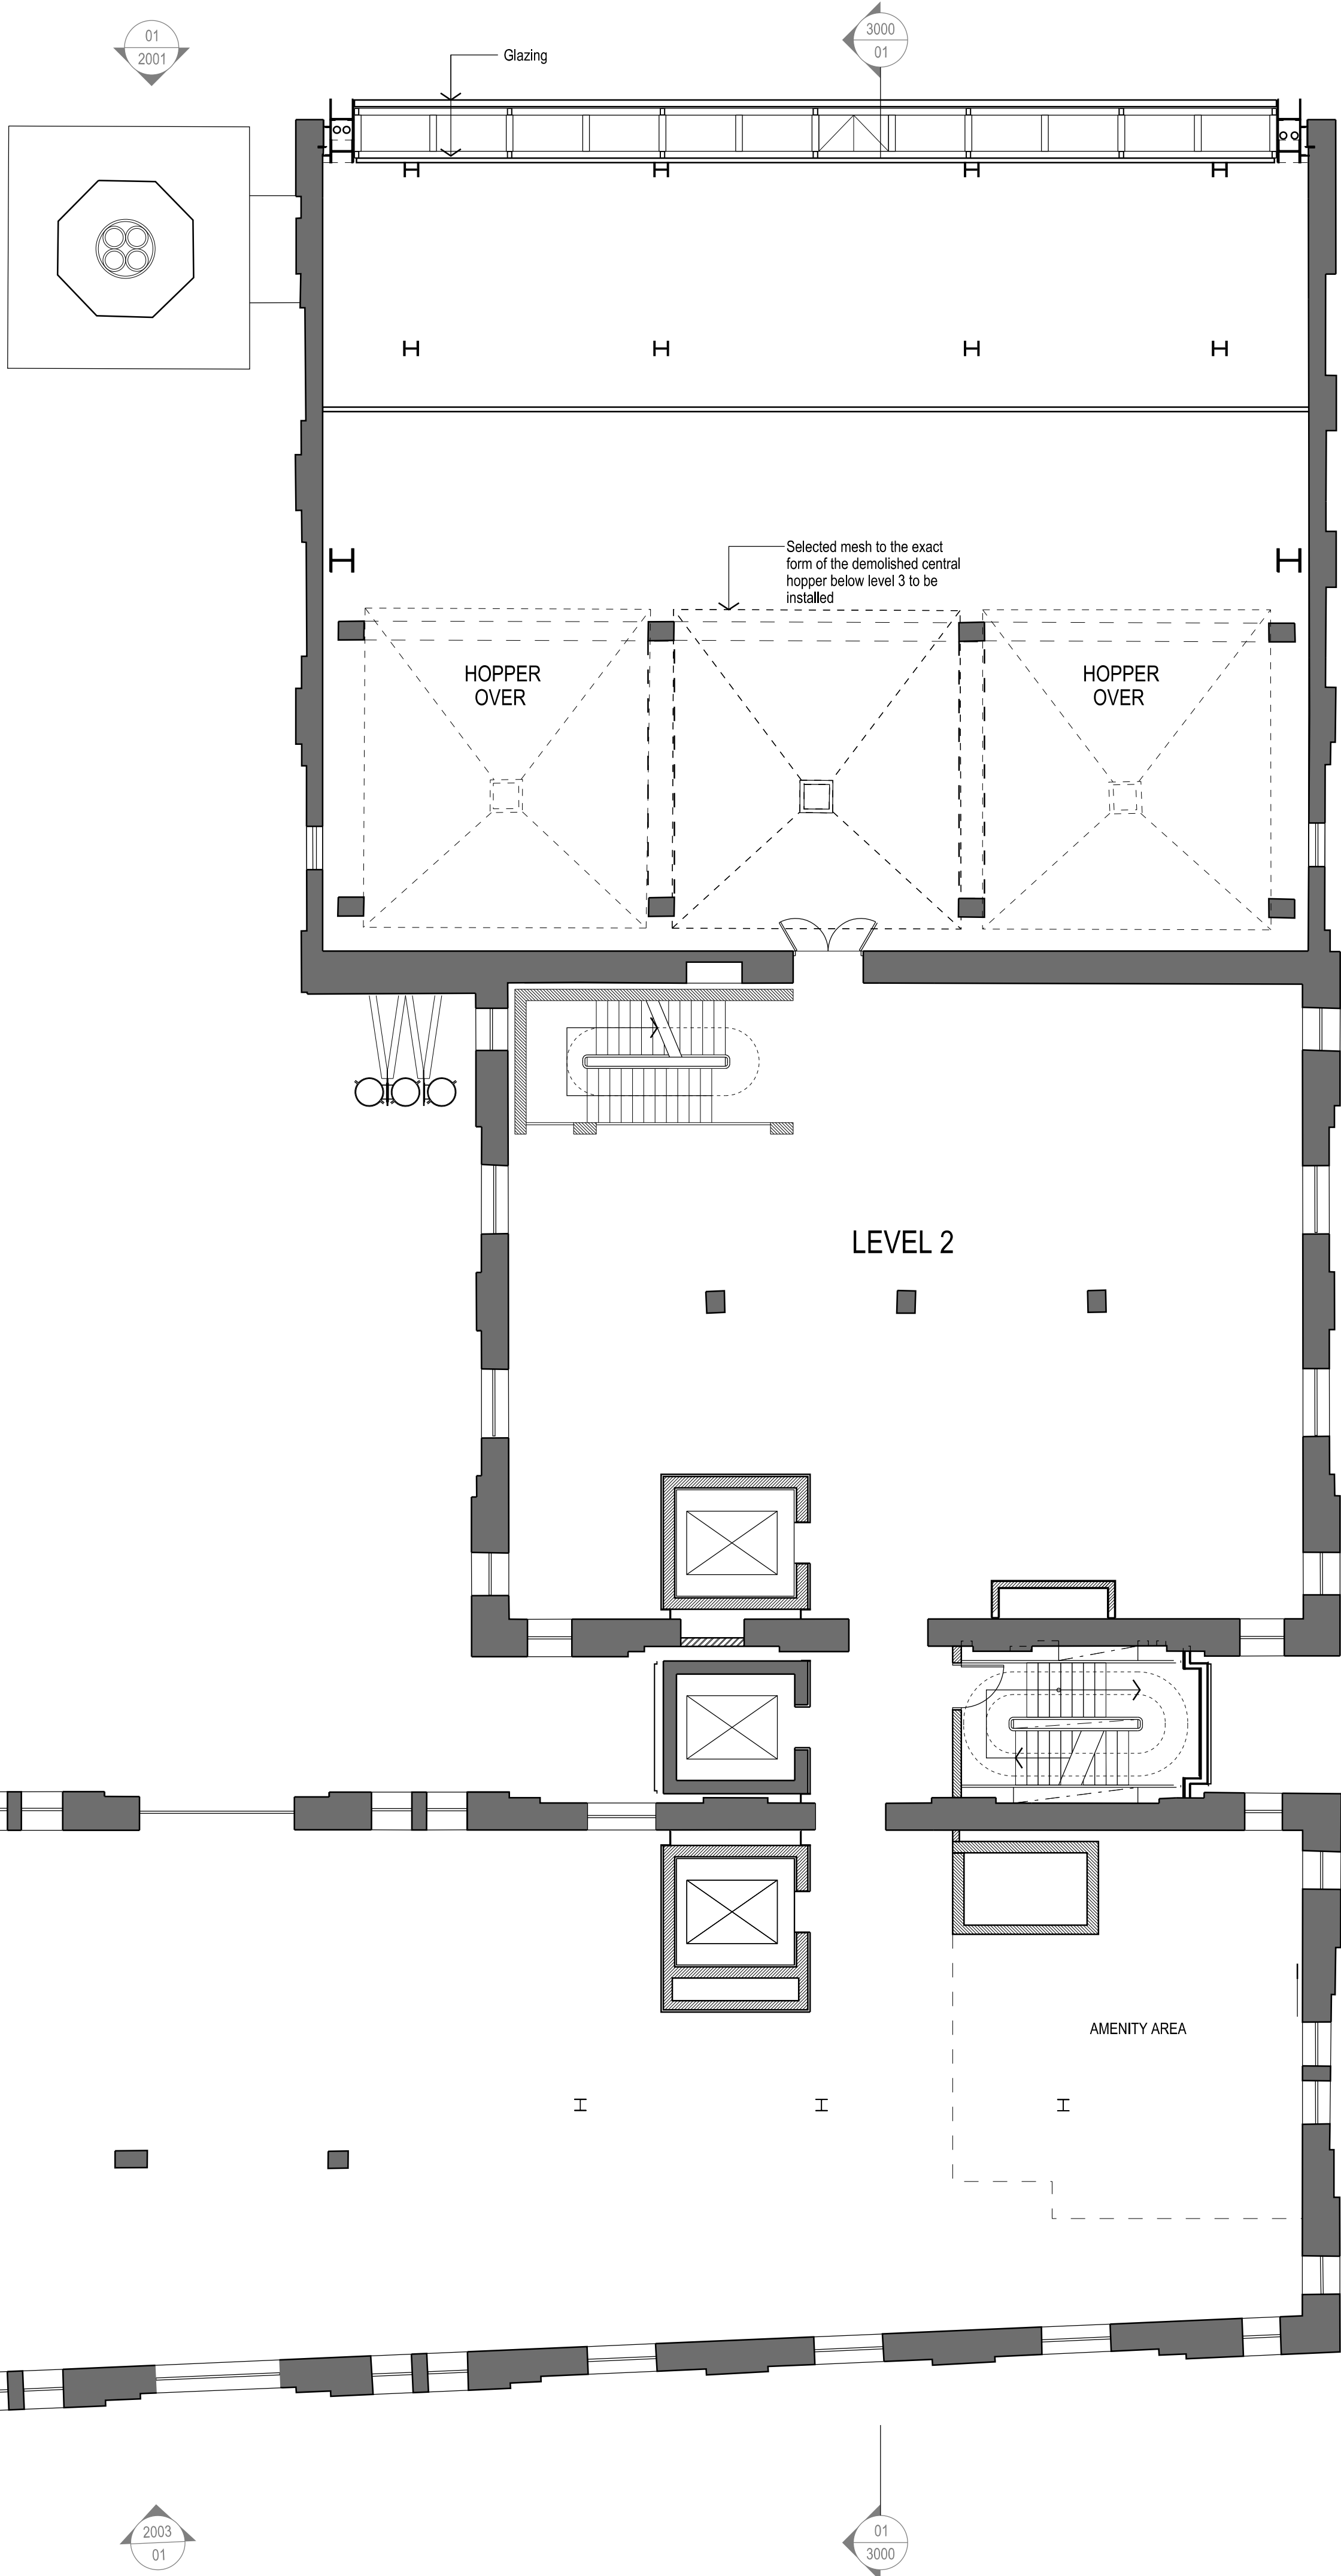 01
2001
3000
01
Glazing
Selected mesh to the exact
form of the demolished central
hopper below level 3 to be
installed
HOPPER
OVER
HOPPER
OVER
LEVEL 2
AMENITY AREA
2003
01
01
3000